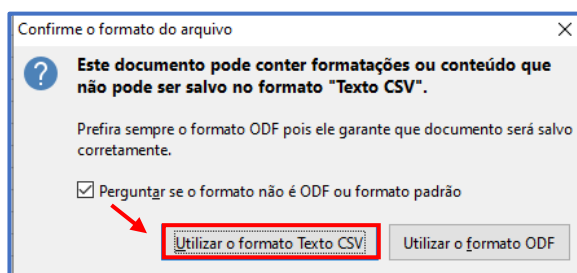 Confirme o formato do arquivo
Este documento pode conter formatações ou conteúdo que
não pode ser salvo no formato "Texto CSV".
Prefira sempre o formato ODF pois ele garante que documento será salvo
corretamente.
Perguntar se o formato não é ODF ou formato padrão
Utilizar o formato Texto CSV
Utilizar o formato ODF